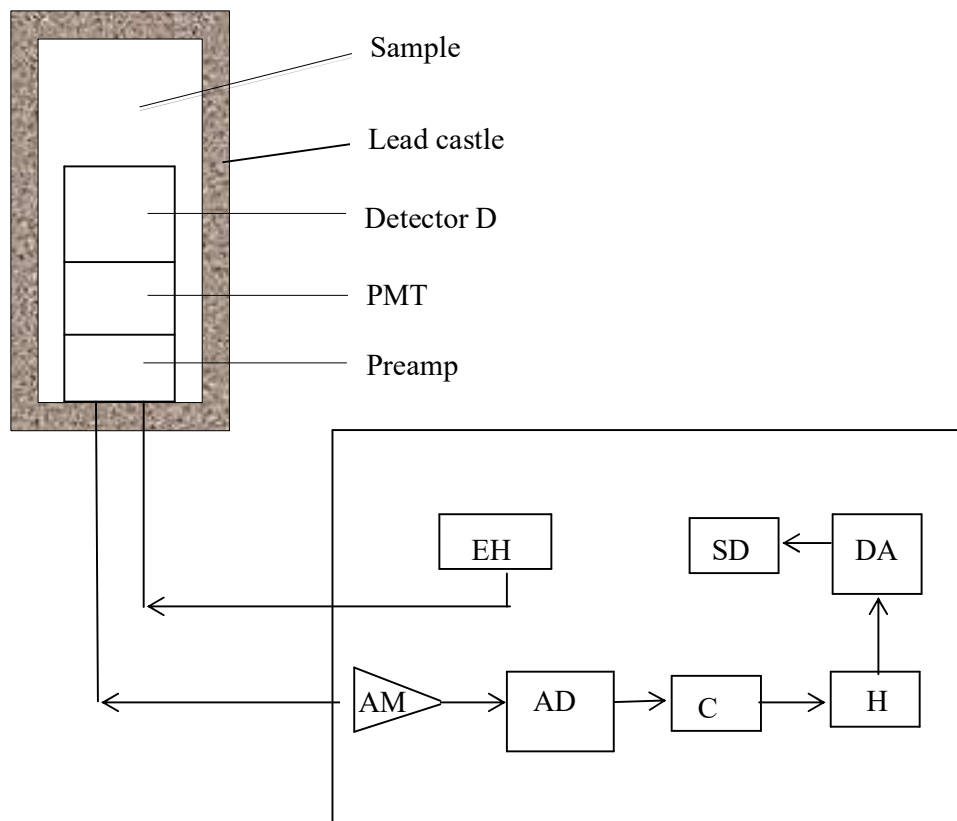 Sample
Lead castle
Detector D
PMT
Preamp
EH
SD
DA
AM
AD
C
H